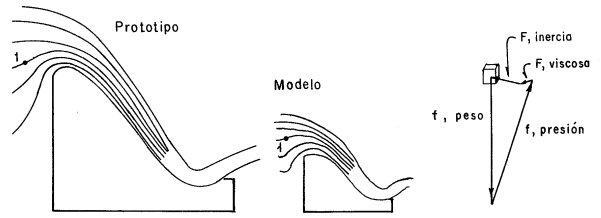 Prototipo
1
Modelo
1
F, inercia
F, viscosa
f, peso
f, presión